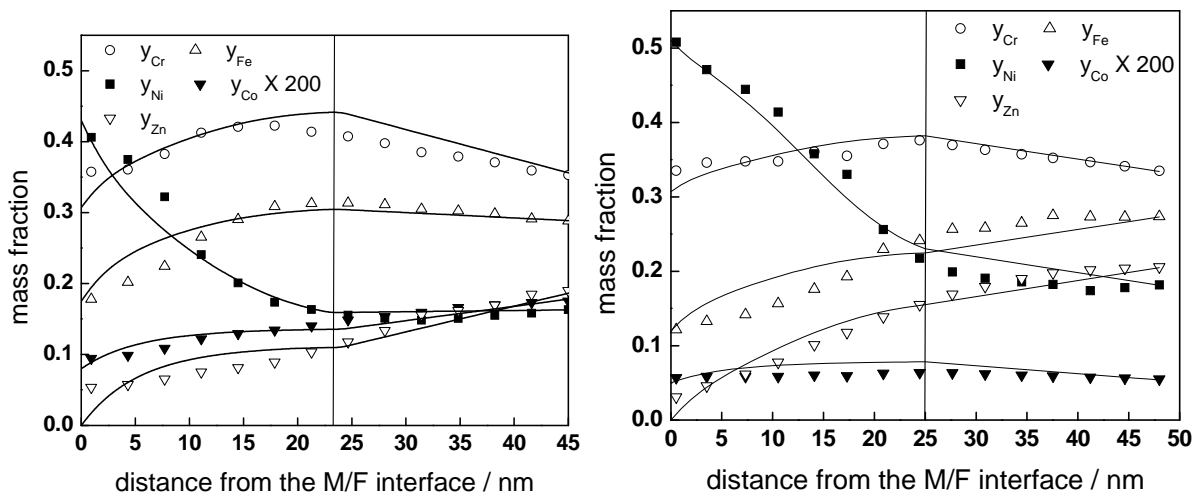 y_Cr y_Fe
y_Ni y_Co X 200
y_Zn
0.5
0.4
0.3
0.2
0.1
0.0
mass fraction
0 5 10 15 20 25 30 35 40 45
distance from the M/F interface / nm
y_Cr y_Fe
y_Ni y_Co X 200
y_Zn
0.5
0.4
0.3
0.2
0.1
0.0
mass fraction
0 5 10 15 20 25 30 35 40 45 50
distance from the M/F interface / nm